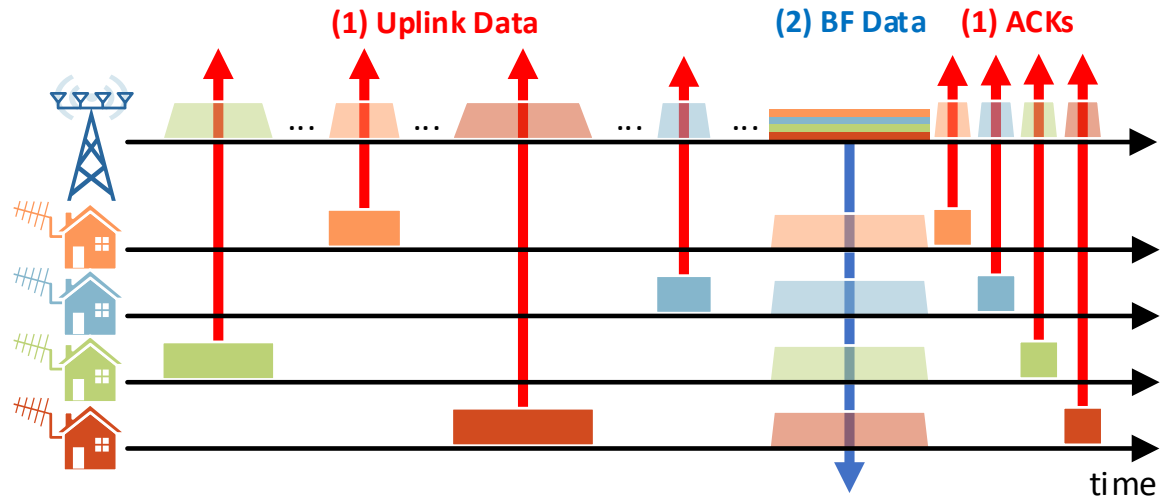 (1) Uplink Data
(2) BF Data
(1) ACKs
... ... ... ...
time